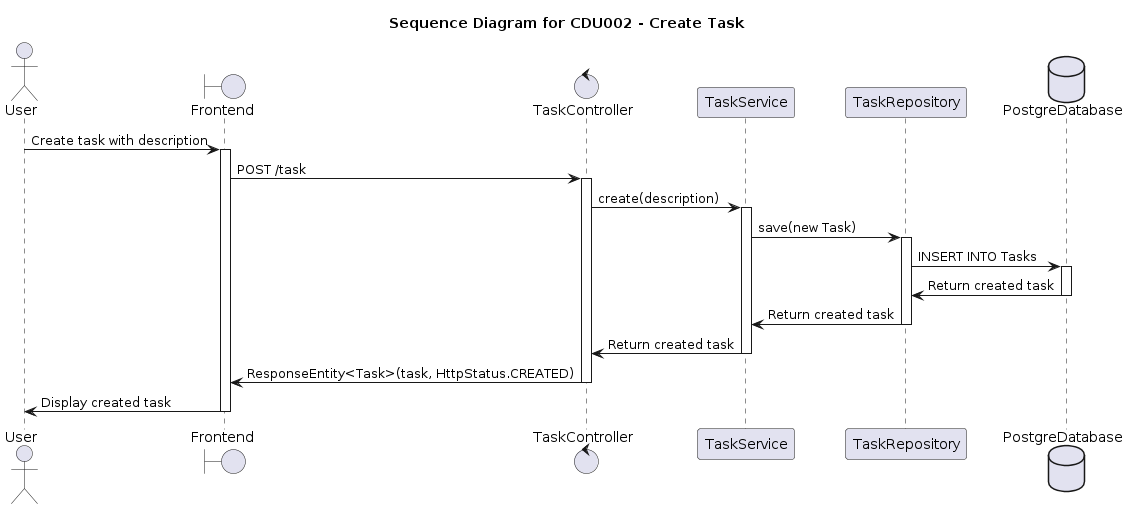 Sequence Diagram for CDU002 - Create Task
User
Frontend
TaskController
TaskService
TaskRepository
PostgreDatabase
Create task with description
POST /task
create(description)
save(new Task)
INSERT INTO Tasks
Return created task
Return created task
Return created task
ResponseEntity<Task>(task, HttpStatus.CREATED)
Display created task
User
Frontend
TaskController
TaskService
TaskRepository
PostgreDatabase